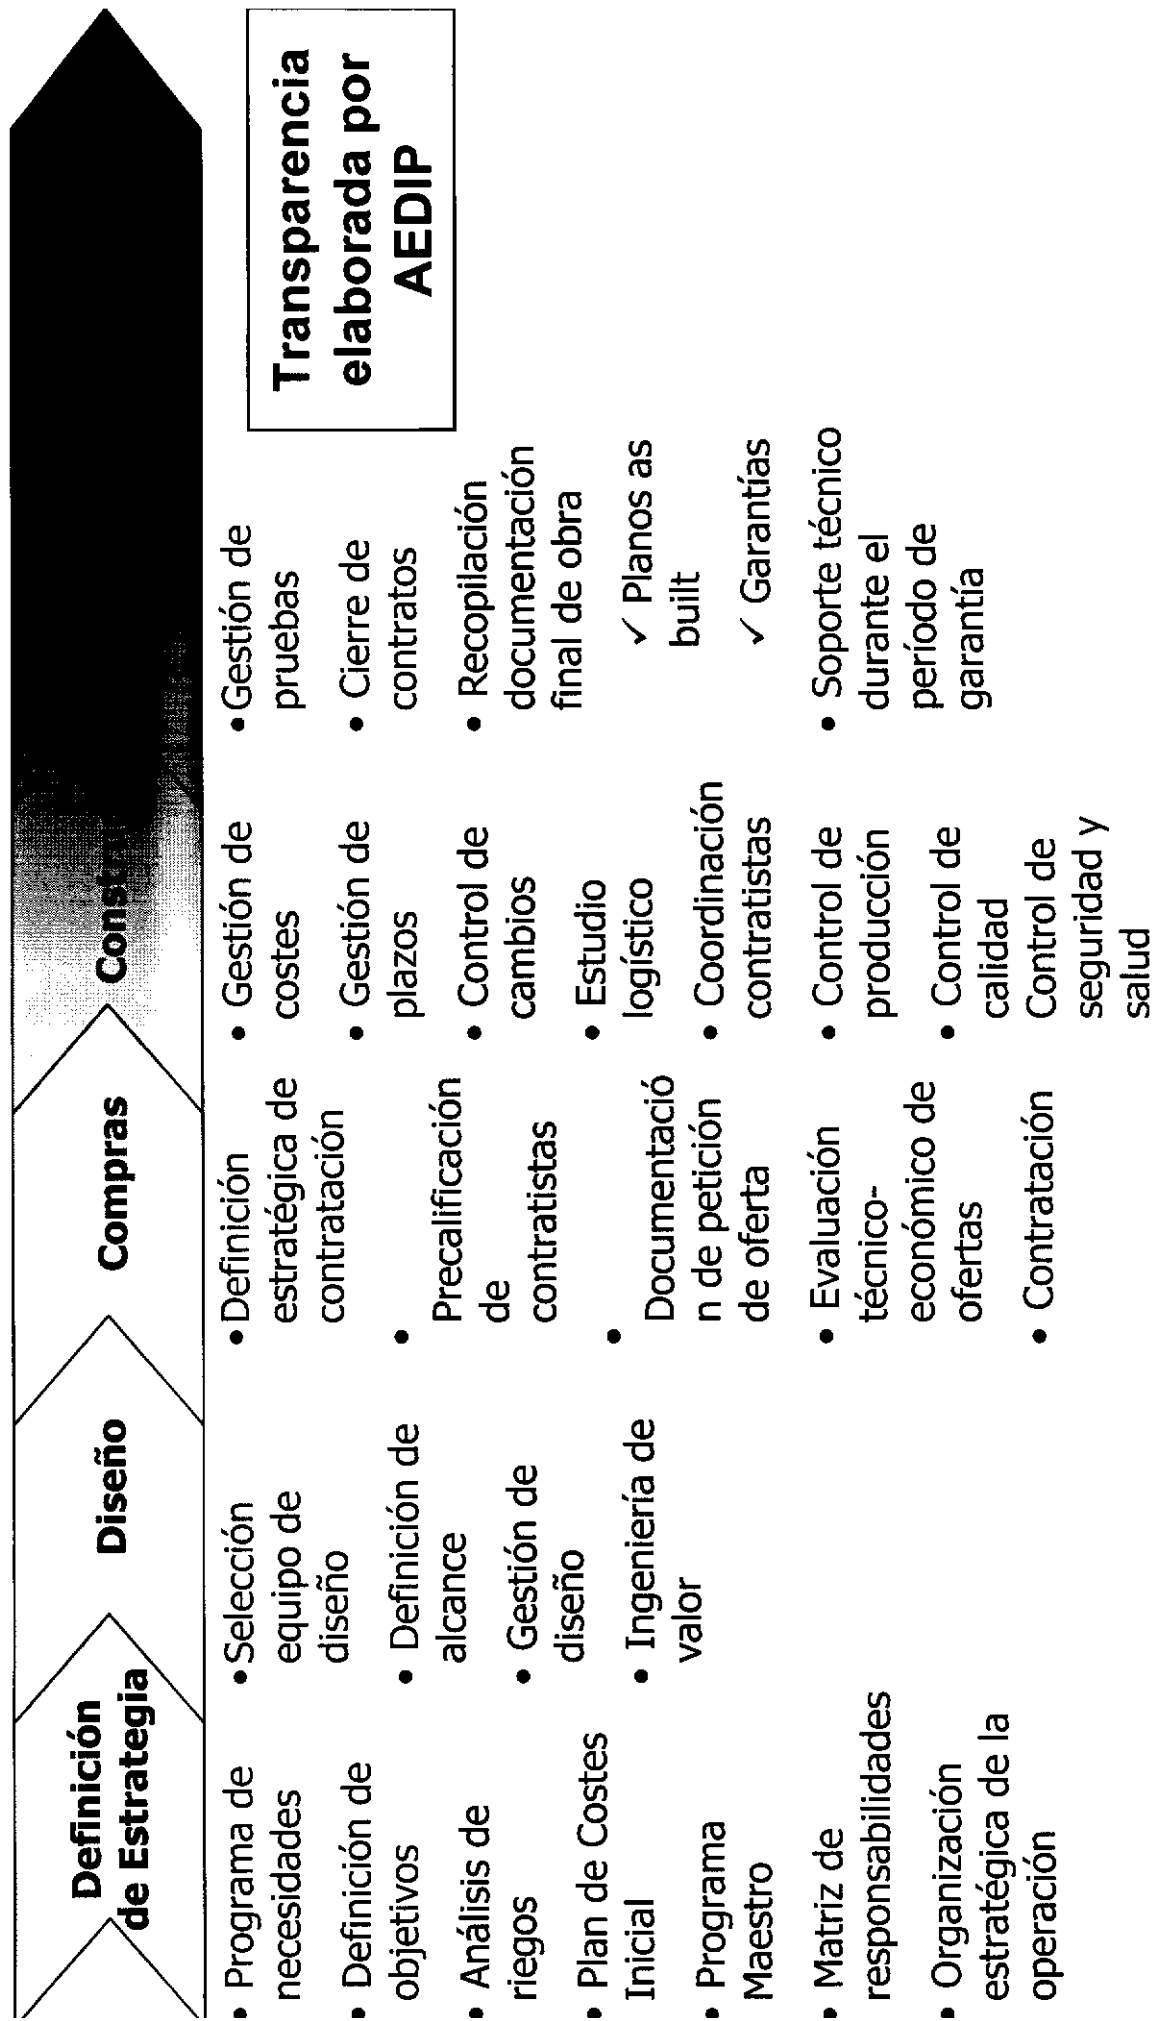 Definición
de Estrategia
Diseño
Compras
Constru
• Programa de
necesidades
• Definición de
objetivos
• Análisis de
riegos
• Plan de Costes
Inicial
• Programa
Maestro
• Matriz de
responsabilidades
• Organización
estratégica de la
operación
•Selección
equipo de
diseño
• Definición de
alcance
• Gestión de
diseño
• Ingeniería de
valor
•Definición
estratégica de
contratación
•
Precalificación
de
contratistas
•
Documentació
n de petición
de oferta
• Evaluación
técnico-
económico de
ofertas
• Contratación
• Gestión de
costes
• Gestión de
plazos
• Control de
cambios
• Estudio
logístico
• Coordinación
contratistas
• Control de
producción
• Control de
calidad
Control de
seguridad y
salud
•Gestión de
pruebas
• Cierre de
contratos
• Recopilación
documentación
final de obra
✓ Planos as
built
✓ Garantías
• Soporte técnico
durante el
período de
garantía
Transparencia
elaborada por
AEDIP